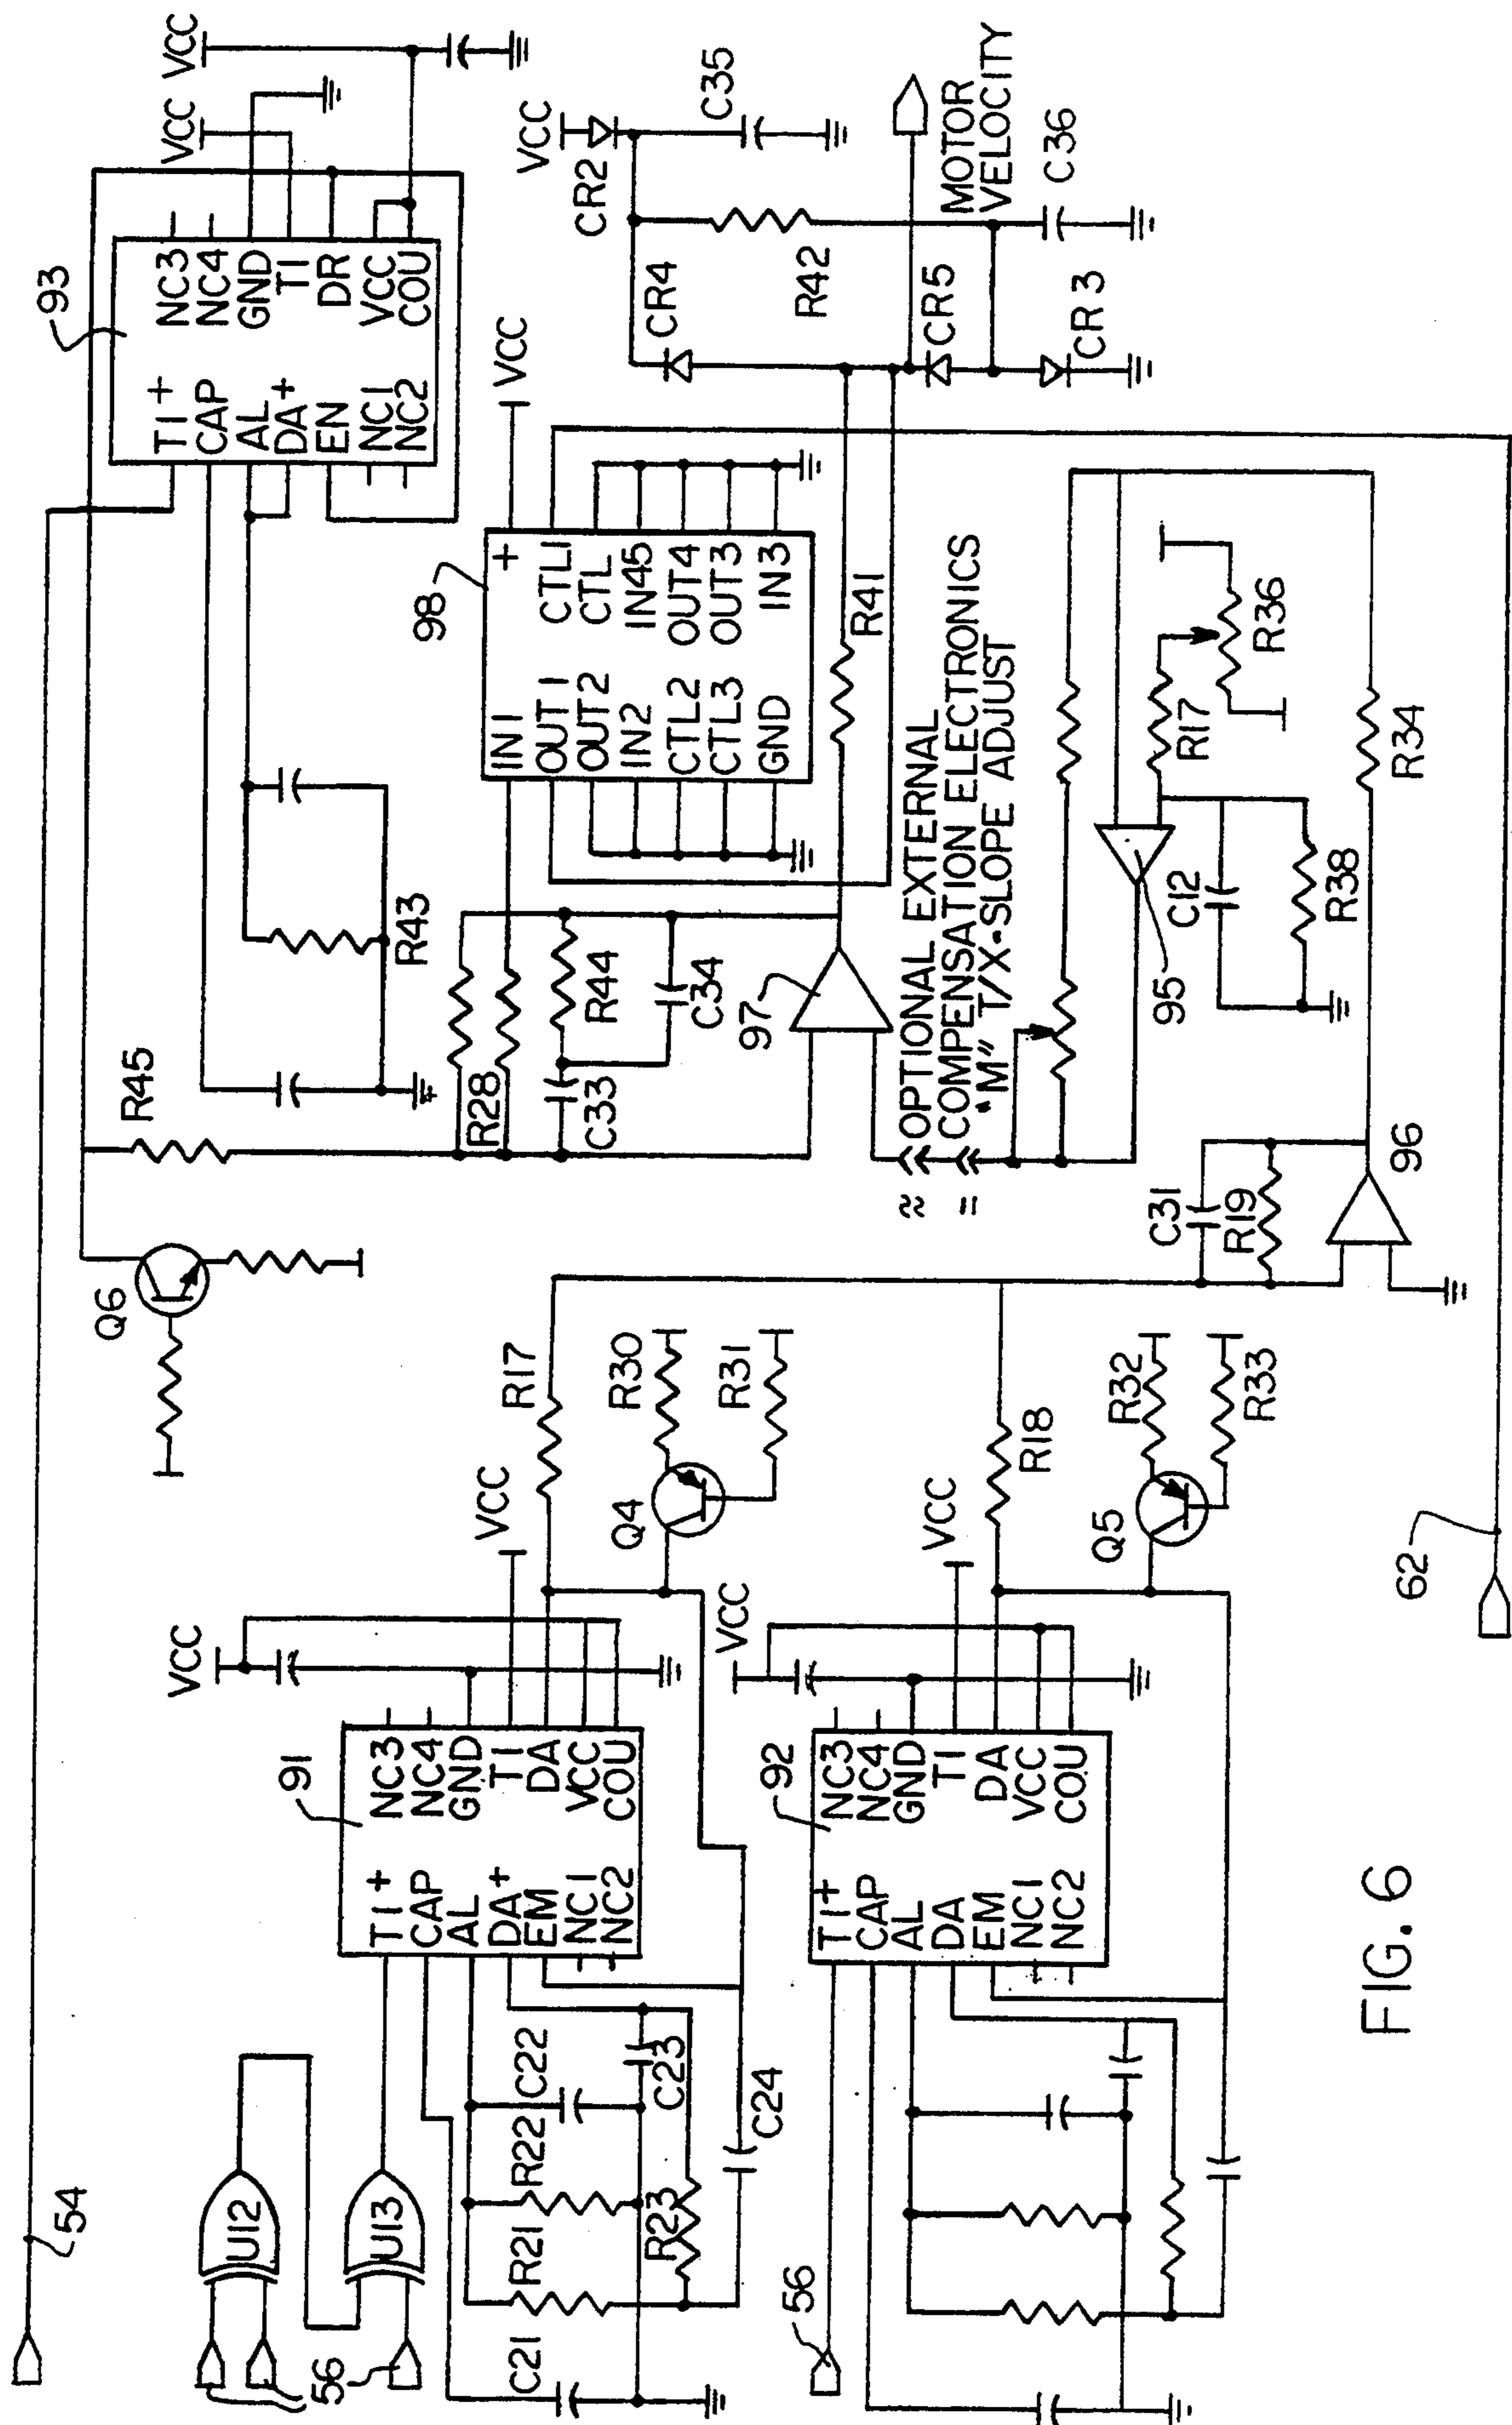 54
56
U12
U13
C21
R21
R22
C22
C23
R23
C24
91
TI+
CAP
AL
DA+
EM
NC1
NC2
NC3
NC4
GND
TI
DA
VCC
COU
VCC
VCC
R17
Q4
R30
R31
Q6
R45
R43
93
TI+
CAP
AL
DA+
EN
NC1
NC2
NC3
NC4
GND
TI
DR
VCC
COU
VCC
VCC
R28
R44
C33
C34
97
98
IN1
OUT1
OUT2
IN2
CTL2
CTL3
GND
+
CTL1
CTL
IN45
OUT4
OUT3
IN3
VCC
R41
VCC
CR2
C35
CR4
R42
CR5
CR3
C36
MOTOR
VELOCITY
OPTIONAL EXTERNAL
COMPENSATION ELECTRONICS
"M" T/X-SLOPE ADJUST
95
R17
R36
C12
R38
R34
56
92
TI+
CAP
AL
DA
EM
NC1
NC2
NC3
NC4
GND
TI
DA
VCC
COU
VCC
VCC
R18
Q5
R32
R33
C31
R19
96
62
FIG. 6